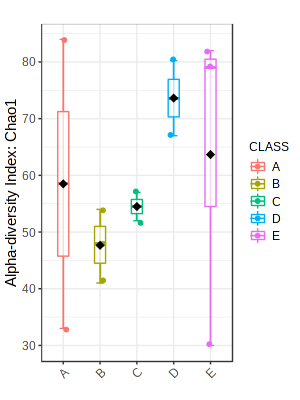 Alpha-diversity Index: Chao1
80
70
60
50
40
30
A
B
C
D
E
CLASS
A
B
C
D
E